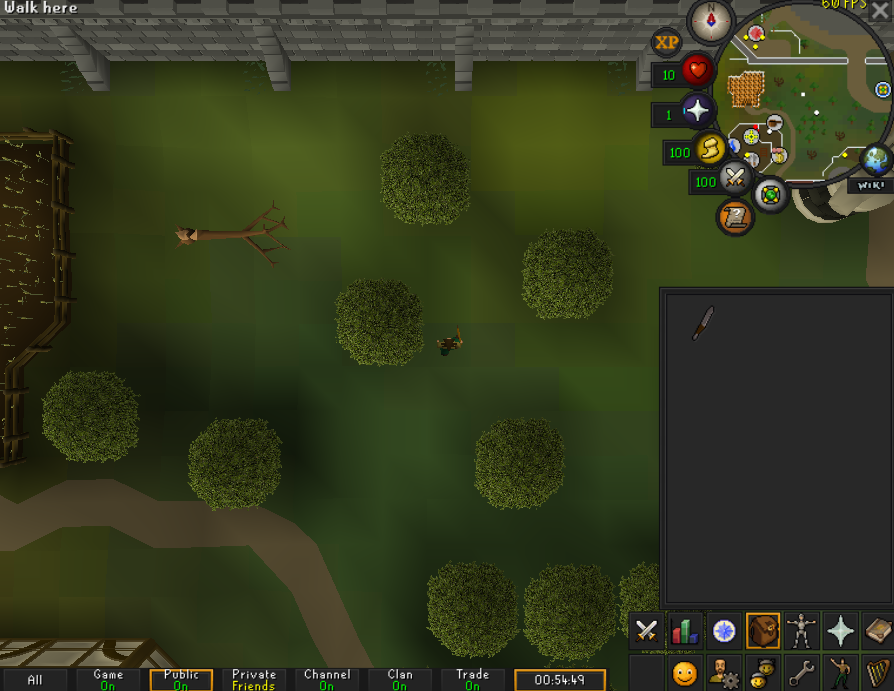 Walk here
60 FPS
N
XP
10
1
100
100
WIKI
All
Game
On
Public
On
Private
Friends
Channel
On
Clan
On
Trade
On
00:54:49